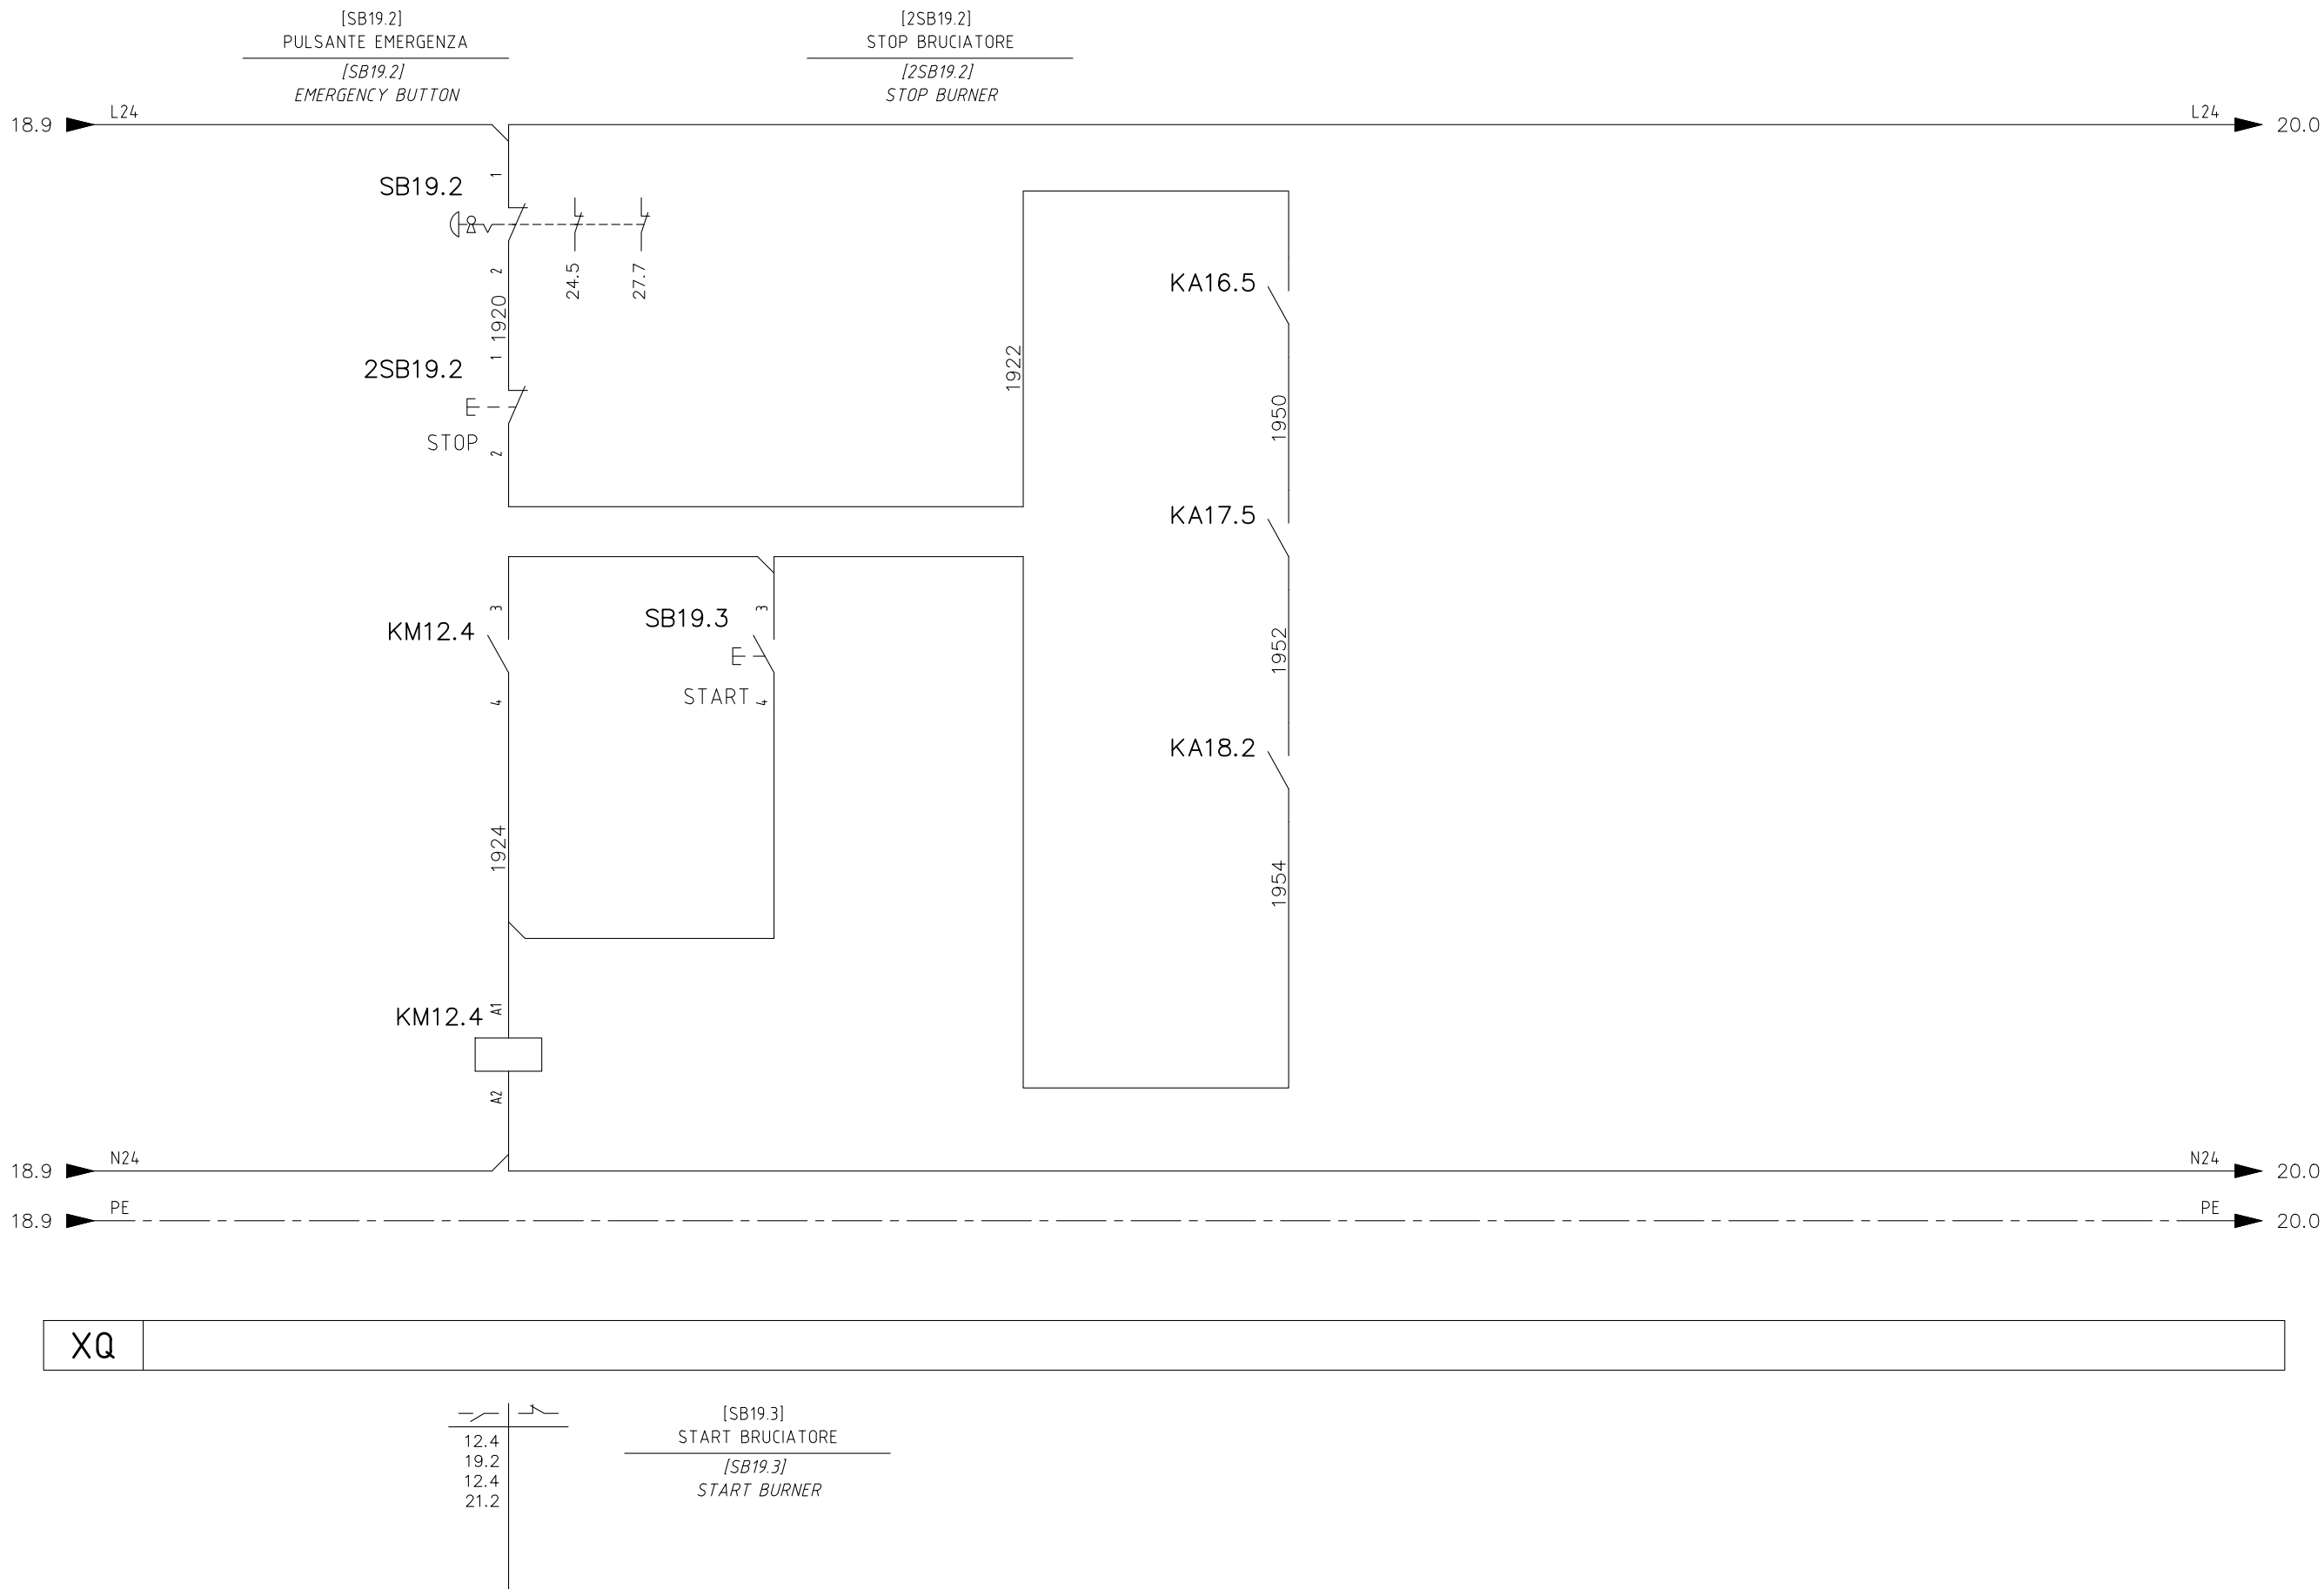 [SB19.2]
PULSANTE EMERGENZA
[SB19.2]
EMERGENCY BUTTON
[2SB19.2]
STOP BRUCIATORE
[2SB19.2]
STOP BURNER
18.9
L24
L24
20.0
SB19.2
1
2
24.5
27.7
1920
2SB19.2
1
STOP
2
1922
KA16.5
1950
KA17.5
1952
KA18.2
1954
KM12.4
3
4
SB19.3
3
START
4
1924
KM12.4
A1
A2
18.9
N24
N24
20.0
18.9
PE
PE
20.0
XQ
12.4
19.2
12.4
21.2
[SB19.3]
START BRUCIATORE
[SB19.3]
START BURNER